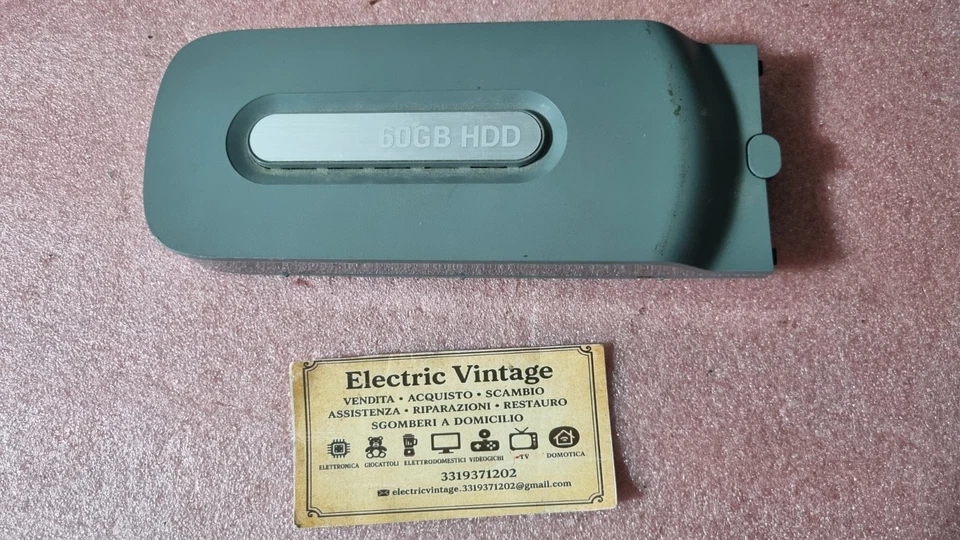 60GB HDD
Electric Vintage
VENDITA • ACQUISTO • SCAMBIO
ASSISTENZA • RIPARAZIONI • RESTAURO
SGOMBERI A DOMICILIO
ELETTRONICA GIOCATTOLI ELETTRODOMESTICI VIDEOGICHI -TV DOMOTICA
3319371202
electricvintage.3319371202@gmail.com